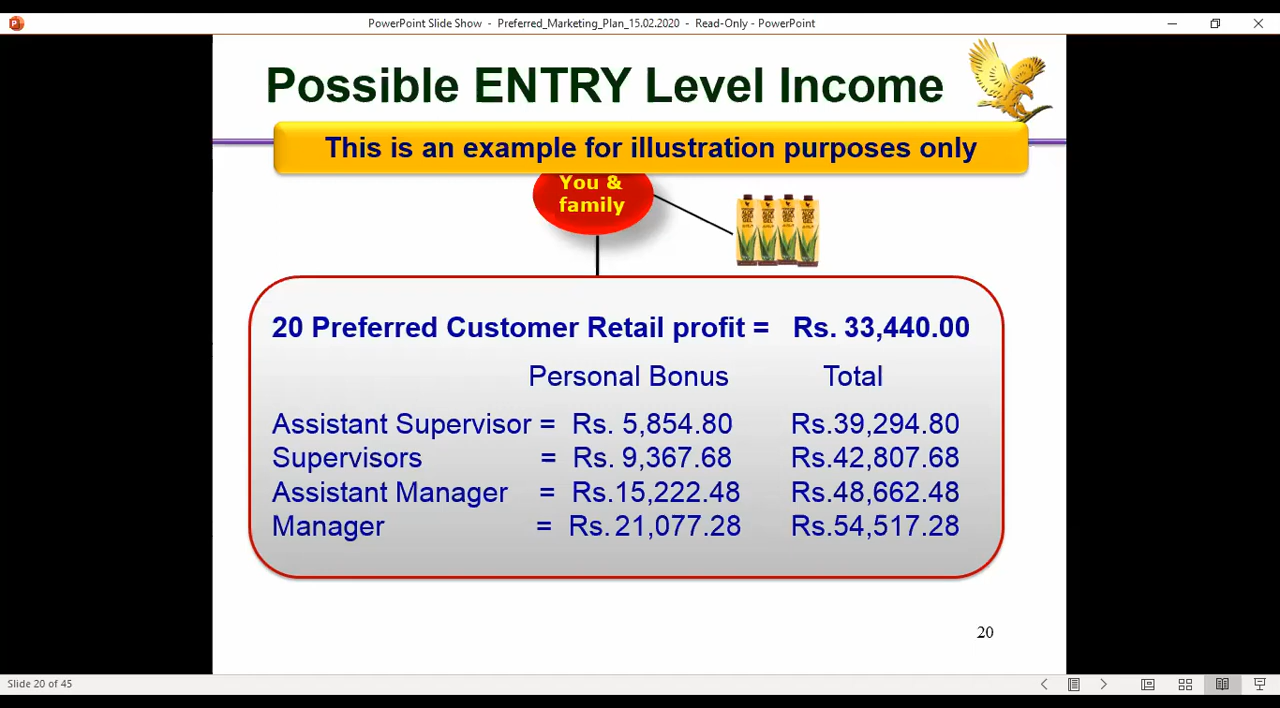 PowerPoint Slide Show - Preferred_Marketing_Plan_15.02.2020 - Read-Only - PowerPoint
Possible ENTRY Level Income
This is an example for illustration purposes only
You &
family
20 Preferred Customer Retail profit = Rs. 33,440.00
Personal Bonus Total
Assistant Supervisor = Rs. 5,854.80 Rs.39,294.80
Supervisors = Rs. 9,367.68 Rs.42,807.68
Assistant Manager = Rs.15,222.48 Rs.48,662.48
Manager = Rs. 21,077.28 Rs.54,517.28
20
Slide 20 of 45